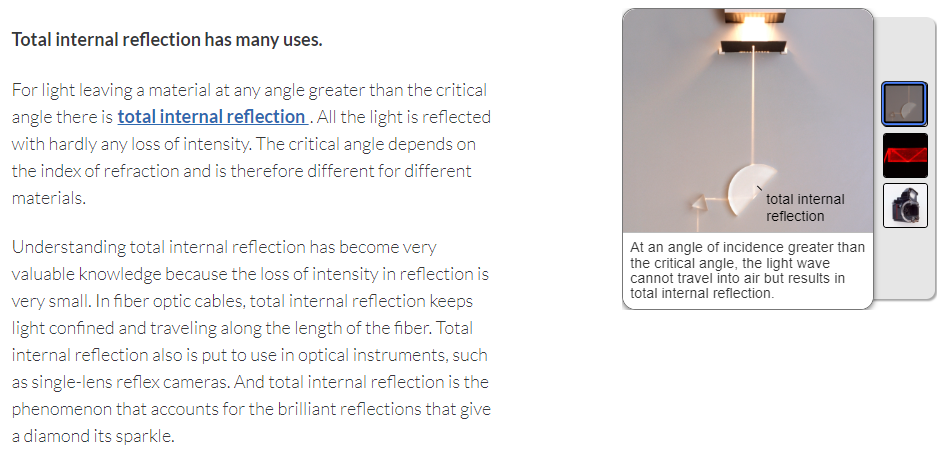 Total internal reflection has many uses.
For light leaving a material at any angle greater than the critical
angle there is total internal reflection . All the light is reflected
with hardly any loss of intensity. The critical angle depends on
the index of refraction and is therefore different for different
materials.
Understanding total internal reflection has become very
valuable knowledge because the loss of intensity in reflection is
very small. In fiber optic cables, total internal reflection keeps
light confined and traveling along the length of the fiber. Total
internal reflection also is put to use in optical instruments, such
as single-lens reflex cameras. And total internal reflection is the
phenomenon that accounts for the brilliant reflections that give
a diamond its sparkle.
total internal
reflection
At an angle of incidence greater than
the critical angle, the light wave
cannot travel into air but results in
total internal reflection.